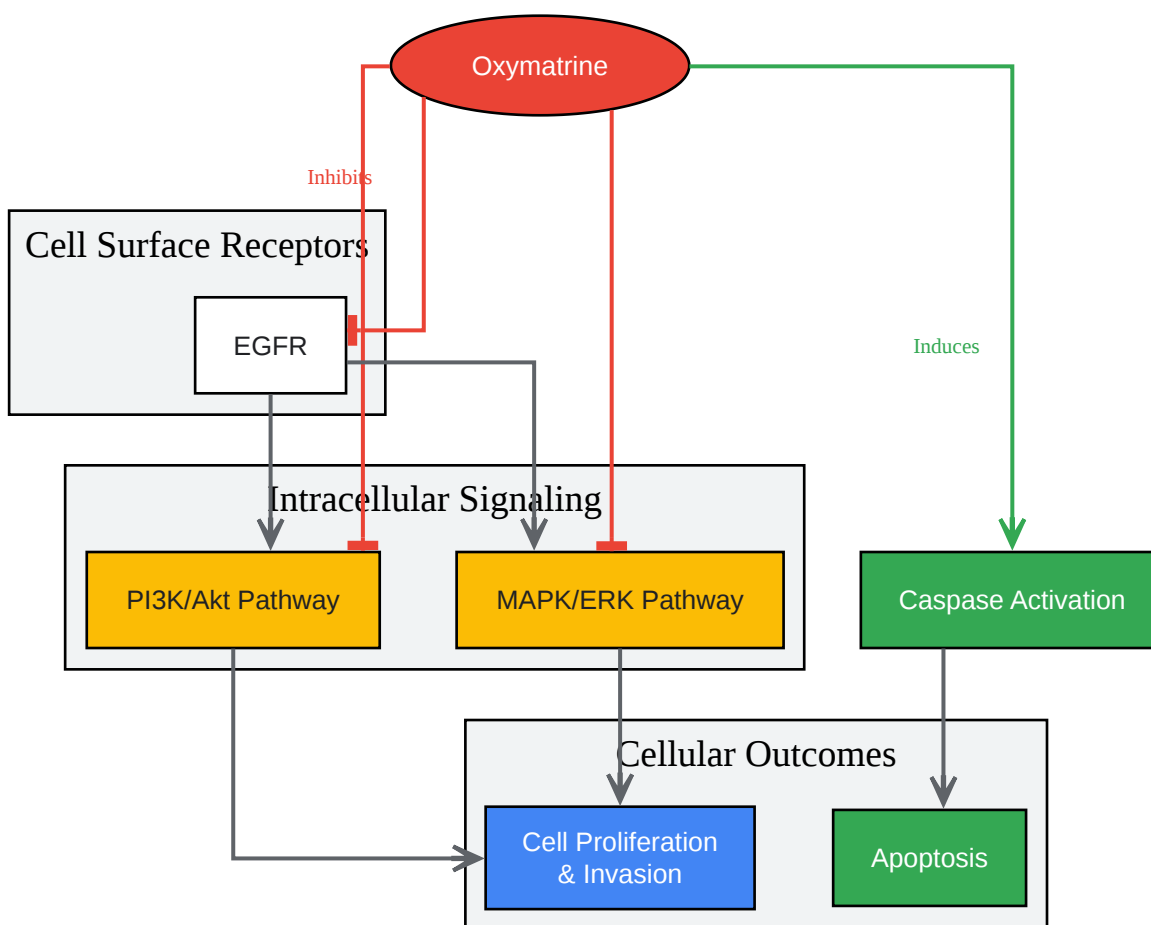 Oxymatrine
Inhibits
Cell Surface Receptors
EGFR
Induces
Intracellular Signaling
PI3K/Akt Pathway
MAPK/ERK Pathway
Caspase Activation
Cellular Outcomes
Cell Proliferation
& Invasion
Apoptosis